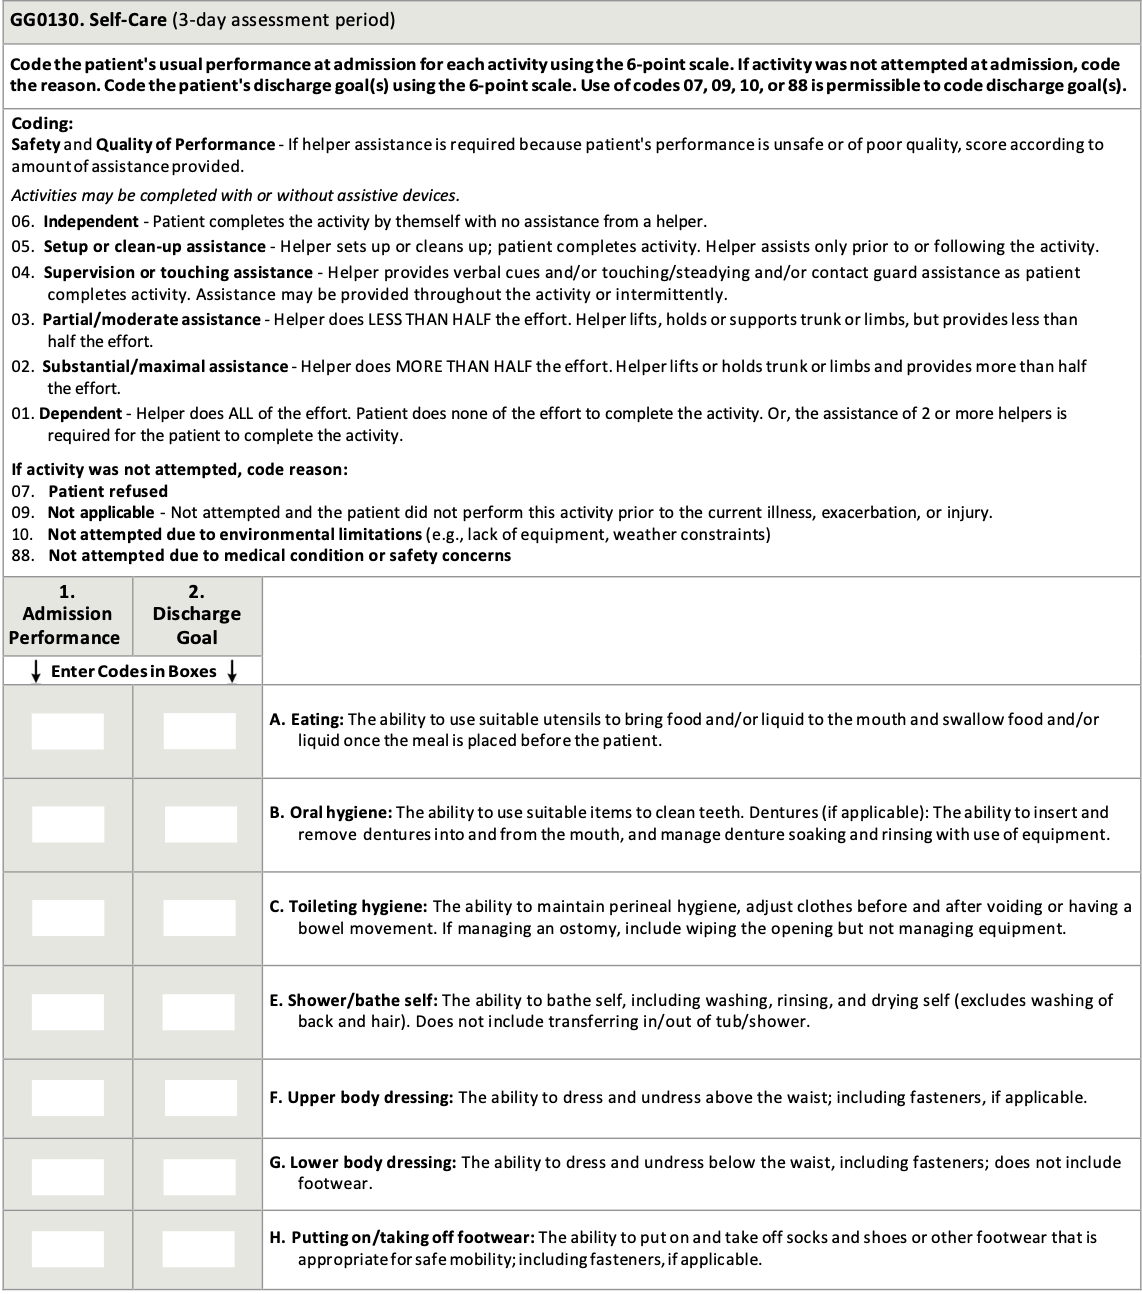 GG0130. Self-Care (3-day assessment period)
Code the patient's usual performance at admission for each activity using the 6-point scale. If activity was not attempted at admission, code
the reason. Code the patient's discharge goal(s) using the 6-point scale. Use of codes 07, 09, 10, or 88 is permissible to code discharge goal(s).
Coding:
Safety and Quality of Performance - If helper assistance is required because patient's performance is unsafe or of poor quality, score according to
amount of assistance provided.
Activities may be completed with or without assistive devices.
06. Independent - Patient completes the activity by themself with no assistance from a helper.
05. Setup or clean-up assistance - Helper sets up or cleans up; patient completes activity. Helper assists only prior to or following the activity.
04. Supervision or touching assistance - Helper provides verbal cues and/or touching/steadying and/or contact guard assistance as patient
completes activity. Assistance may be provided throughout the activity or intermittently.
03. Partial/moderate assistance - Helper does LESS THAN HALF the effort. Helper lifts, holds or supports trunk or limbs, but provides less than
half the effort.
02. Substantial/maximal assistance - Helper does MORE THAN HALF the effort. Helper lifts or holds trunk or limbs and provides more than half
the effort.
01. Dependent - Helper does ALL of the effort. Patient does none of the effort to complete the activity. Or, the assistance of 2 or more helpers is
required for the patient to complete the activity.
If activity was not attempted, code reason:
07. Patient refused
09. Not applicable - Not attempted and the patient did not perform this activity prior to the current illness, exacerbation, or injury.
10. Not attempted due to environmental limitations (e.g., lack of equipment, weather constraints)
88. Not attempted due to medical condition or safety concerns
1.
Admission
Performance
2.
Discharge
Goal
↓ Enter Codes in Boxes ↓
A. Eating: The ability to use suitable utensils to bring food and/or liquid to the mouth and swallow food and/or
liquid once the meal is placed before the patient.
B. Oral hygiene: The ability to use suitable items to clean teeth. Dentures (if applicable): The ability to insert and
remove dentures into and from the mouth, and manage denture soaking and rinsing with use of equipment.
C. Toileting hygiene: The ability to maintain perineal hygiene, adjust clothes before and after voiding or having a
bowel movement. If managing an ostomy, include wiping the opening but not managing equipment.
E. Shower/bathe self: The ability to bathe self, including washing, rinsing, and drying self (excludes washing of
back and hair). Does not include transferring in/out of tub/shower.
F. Upper body dressing: The ability to dress and undress above the waist; including fasteners, if applicable.
G. Lower body dressing: The ability to dress and undress below the waist, including fasteners; does not include
footwear.
H. Putting on/taking off footwear: The ability to put on and take off socks and shoes or other footwear that is
appropriate for safe mobility; including fasteners, if applicable.